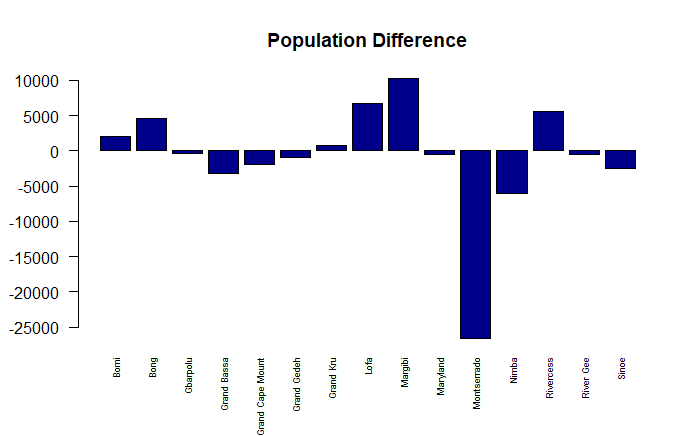 Population Difference
10000
5000
0
-5000
-10000
-15000
-20000
-25000
Bomi
Bong
Gbarpolu
Grand Bassa
Grand Cape Mount
Grand Gedeh
Grand Kru
Lofa
Margibi
Maryland
Montserrado
Nimba
Rivercess
River Gee
Sinoe